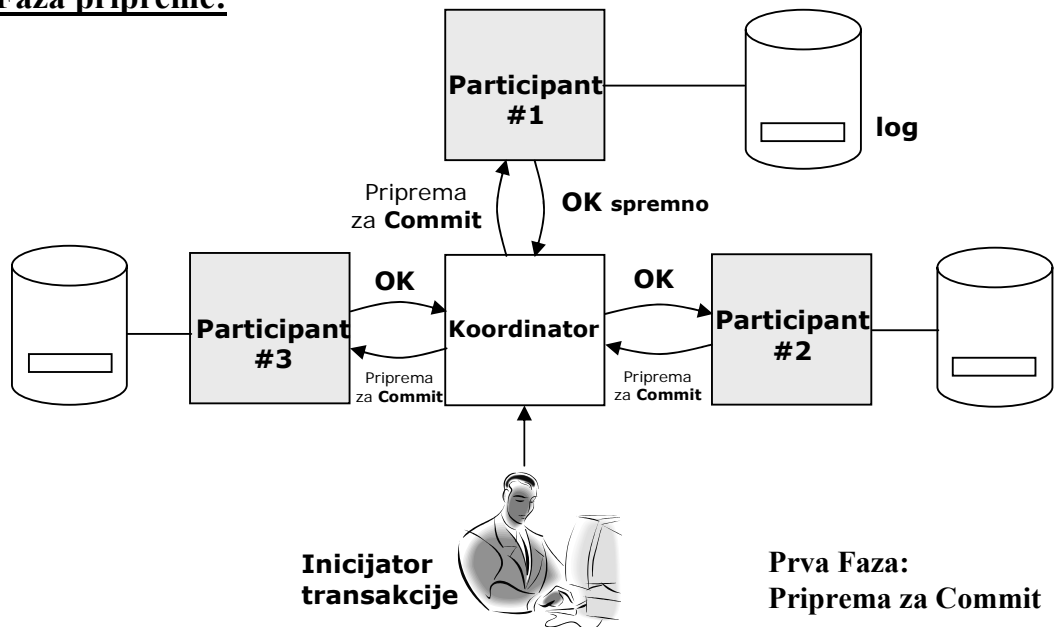 Faza pripreme:
Participant
#1
log
Priprema
za Commit
OK spremno
OK
OK
Participant
#3
Koordinator
Participant
#2
Priprema
za Commit
Priprema
za Commit
Inicijator
transakcije
Prva Faza:
Priprema za Commit